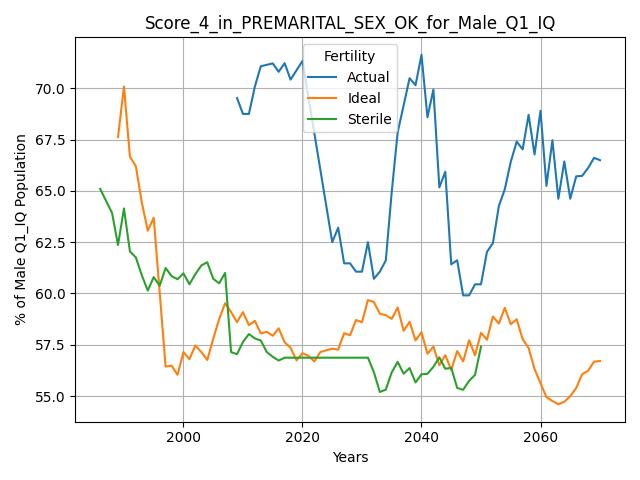 Score_4_in_PREMARITAL_SEX_OK_for_Male_Q1_IQ
Fertility
Actual
Ideal
Sterile
% of Male Q1_IQ Population
70.0
67.5
65.0
62.5
60.0
57.5
55.0
2000
2020
2040
2060
Years